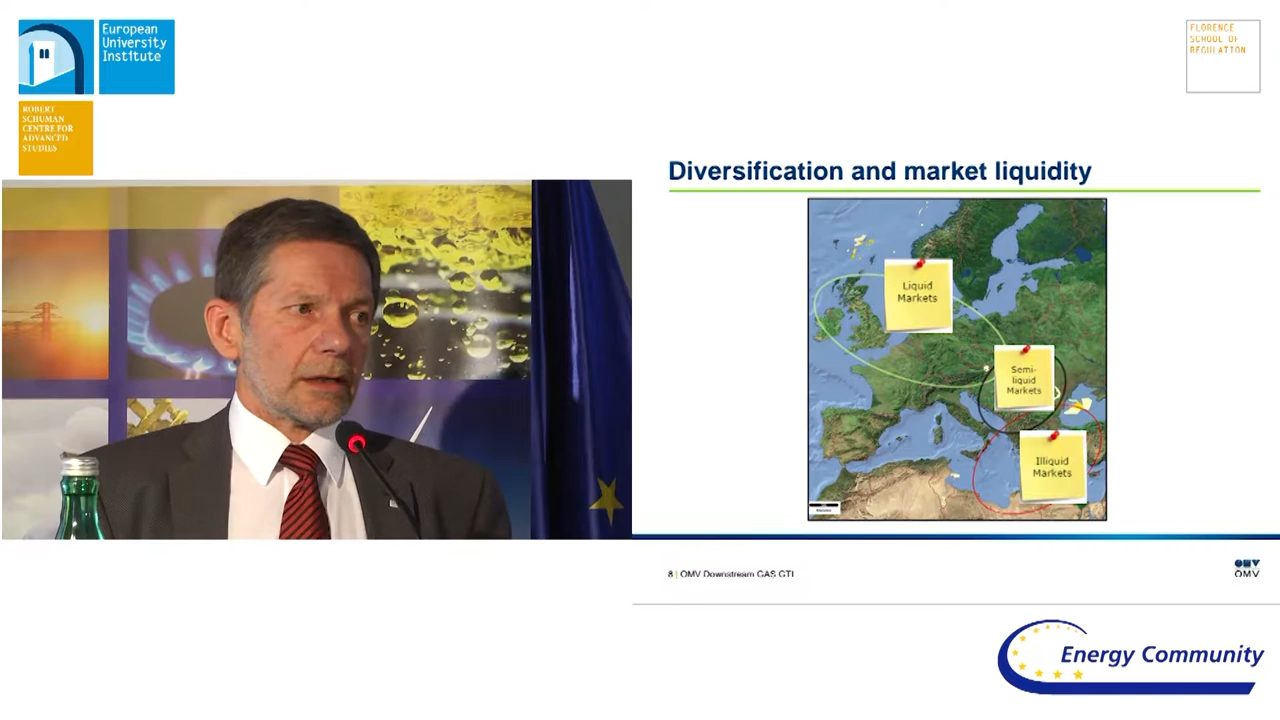 European
University
Institute
ROBERT
SCHUMAN
CENTRE FOR
ADVANCED
STUDIES
FLORENCE
SCHOOL OF
REGULATION
Diversification and market liquidity
Liquid
Markets
Semi-
liquid
Markets
Illiquid
Markets
8 | OMV Downstream GAS GTI
OMV
Energy Community